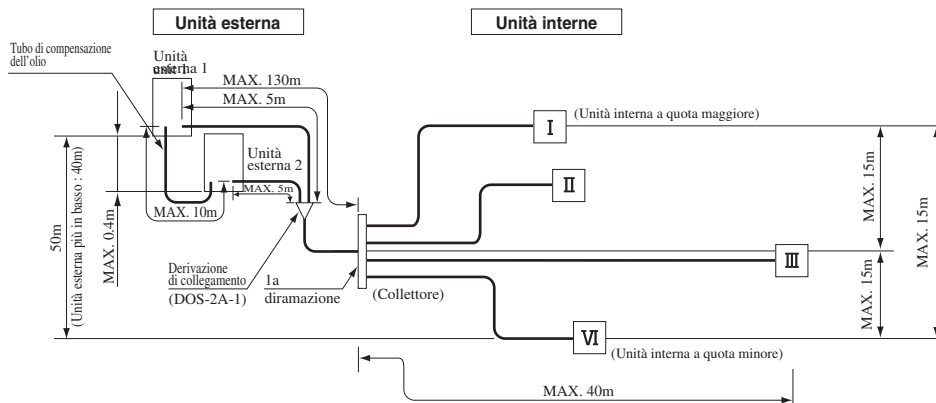 Unità esterna
Unità interne
Tubo di compensazione
dell'olio
Unità
esterna 1
MAX. 130m
MAX. 5m
I
(Unità interna a quota maggiore)
Unità
esterna 2
MAX. 5m
II
MAX. 10m
50m
(Unità esterna più in basso : 40m)
MAX. 0.4m
MAX. 15m
MAX. 15m
MAX. 15m
Derivazione
di collegamento
(DOS-2A-1)
1a
diramazione
(Collettore)
III
VI
(Unità interna a quota minore)
MAX. 40m